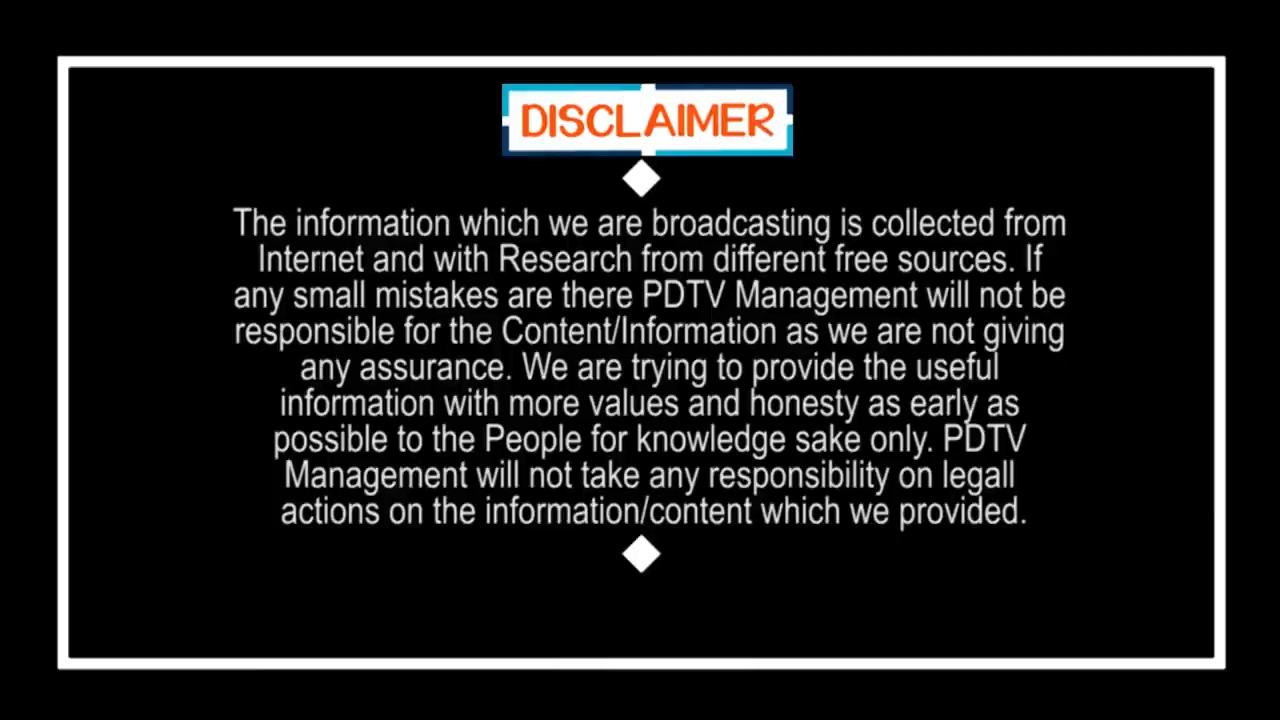 DISCLAIMER
The information which we are broadcasting is collected from
Internet and with Research from different free sources. If
any small mistakes are there PDTV Management will not be
responsible for the Content/Information as we are not giving
any assurance. We are trying to provide the useful
information with more values and honesty as early as
possible to the People for knowledge sake only. PDTV
Management will not take any responsibility on legall
actions on the information/content which we provided.